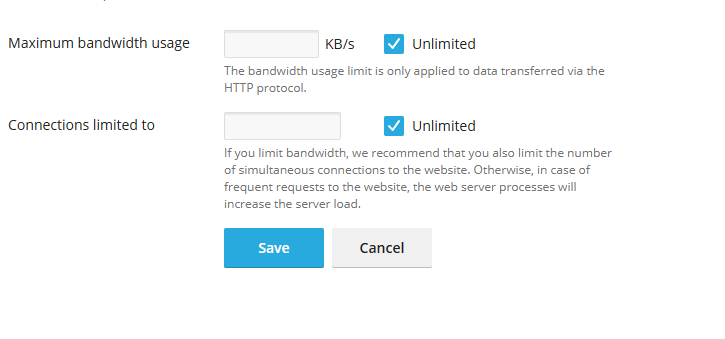 Maximum bandwidth usage KB/s Unlimited
The bandwidth usage limit is only applied to data transferred via the
HTTP protocol.
Connections limited to Unlimited
If you limit bandwidth, we recommend that you also limit the number
of simultaneous connections to the website. Otherwise, in case of
frequent requests to the website, the web server processes will
increase the server load.
Save Cancel